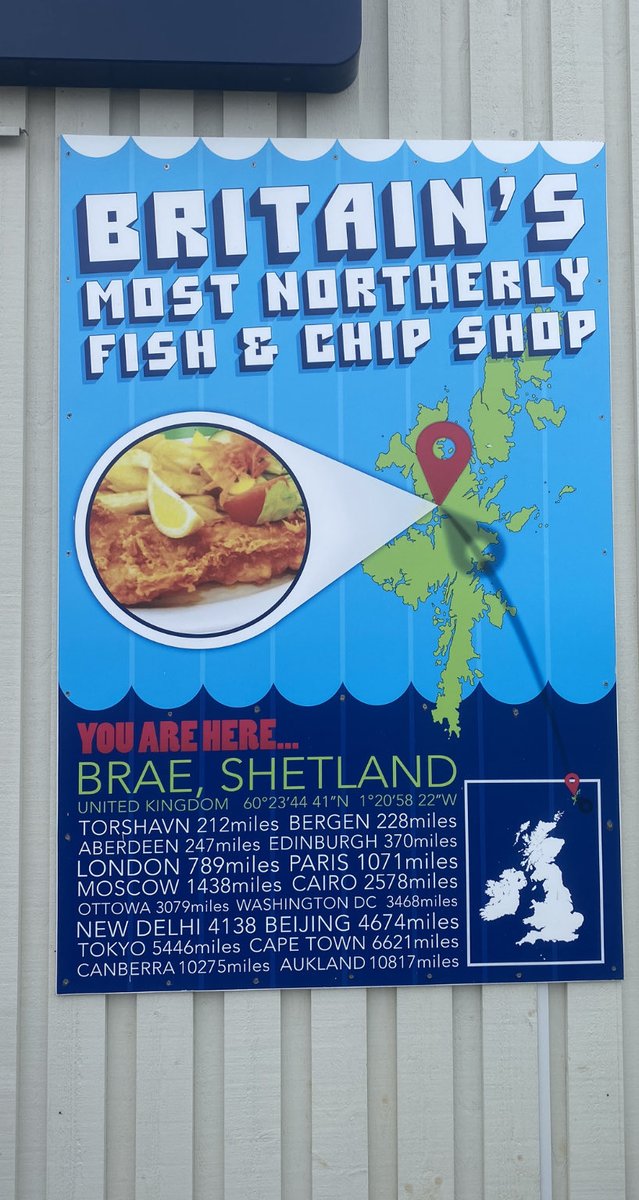 BRITAIN'S
MOST NORTHERLY
FISH & CHIP SHOP
YOU ARE HERE...
BRAE, SHETLAND
UNITED KINGDOM 60°23'44 41"N 1°20'58 22"W
TORSHAVN 212miles BERGEN 228miles
ABERDEEN 247miles EDINBURGH 370miles
LONDON 789miles PARIS 1071miles
MOSCOW 1438miles CAIRO 2578miles
OTTOWA 3079miles WASHINGTON DC 3468miles
NEW DELHI 4138 BEIJING 4674miles
TOKYO 5446miles CAPE TOWN 6621miles
CANBERRA 10275miles AUKLAND 10817miles